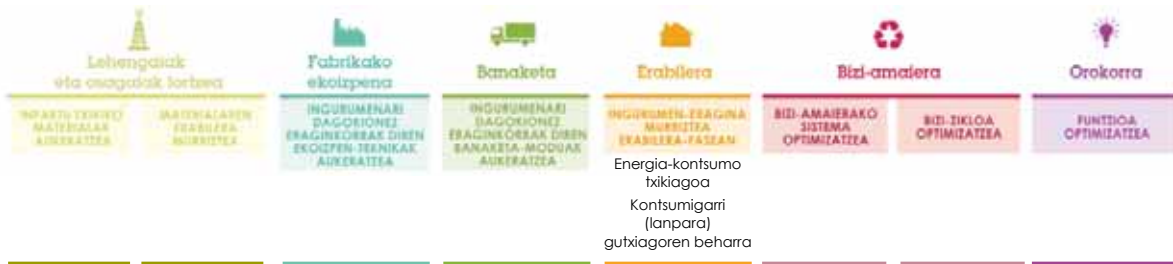 Lehengaiak
eta osagaiak lortzea
Fabrikako
ekoizpena
Banaketa
Erabilera
Bizi-amaiera
Orokorra
INPAKTU TXIKIKO
MATERIALAK
AUKERATZEA
MATERIALAREN
ERABILERA
MURRIZTEA
INGURUMENARI
DAGOKIONEZ
ERAGINKORRAK DIREN
EKOIZPEN-TEKNIKAK
AUKERATZEA
INGURUMENARI
DAGOKIONEZ
ERAGINKORRAK DIREN
BANAKETA-MODUAK
AUKERATZEA
INGURUMEN-ERAGINA
MURRIZTEA
ERABILERA-FASEAN
BIZI-AMAIERAKO
SISTEMA
OPTIMIZATZEA
BIZI-ZIKLOA
OPTIMIZATZEA
FUNTZIOA
OPTIMIZATZEA
Energia-kontsumo
txikiagoa
Kontsumigarri
(lanpara)
gutxiagoren beharra